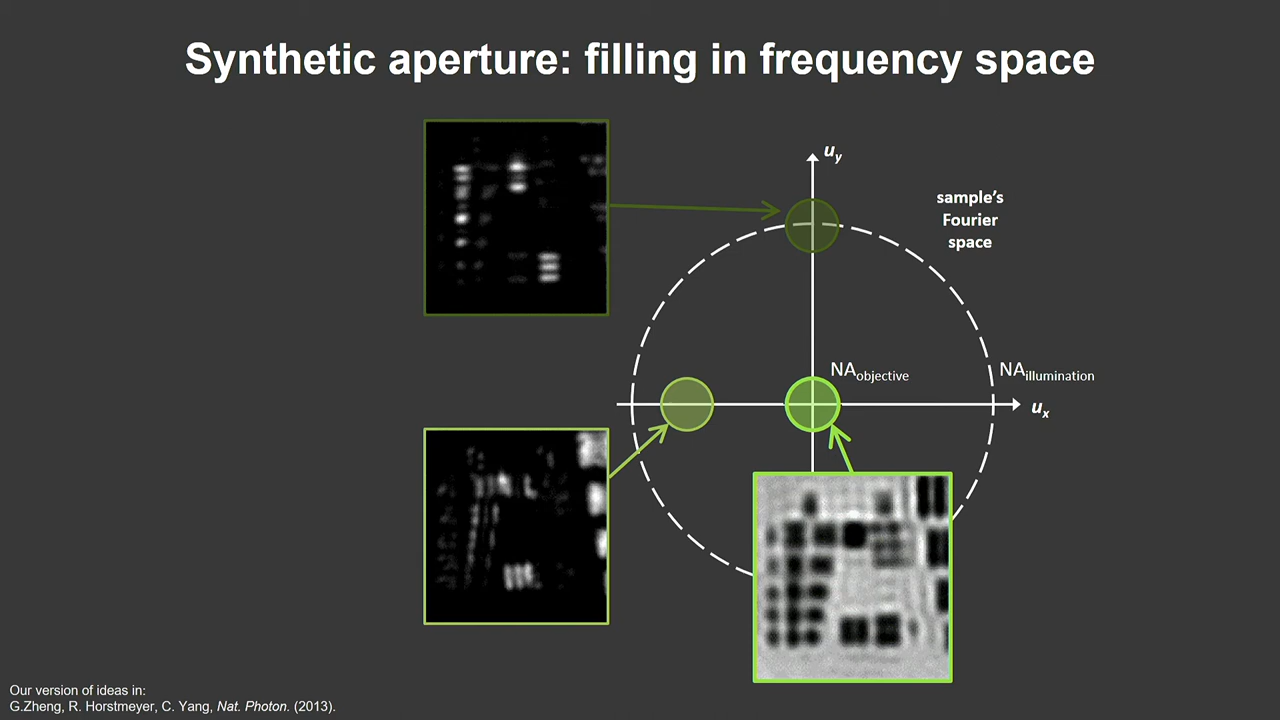 Synthetic aperture: filling in frequency space
uy
sample's
Fourier
space
NAobjective
NAillumination
ux
Our version of ideas in:
G.Zheng, R. Horstmeyer, C. Yang, Nat. Photon. (2013).